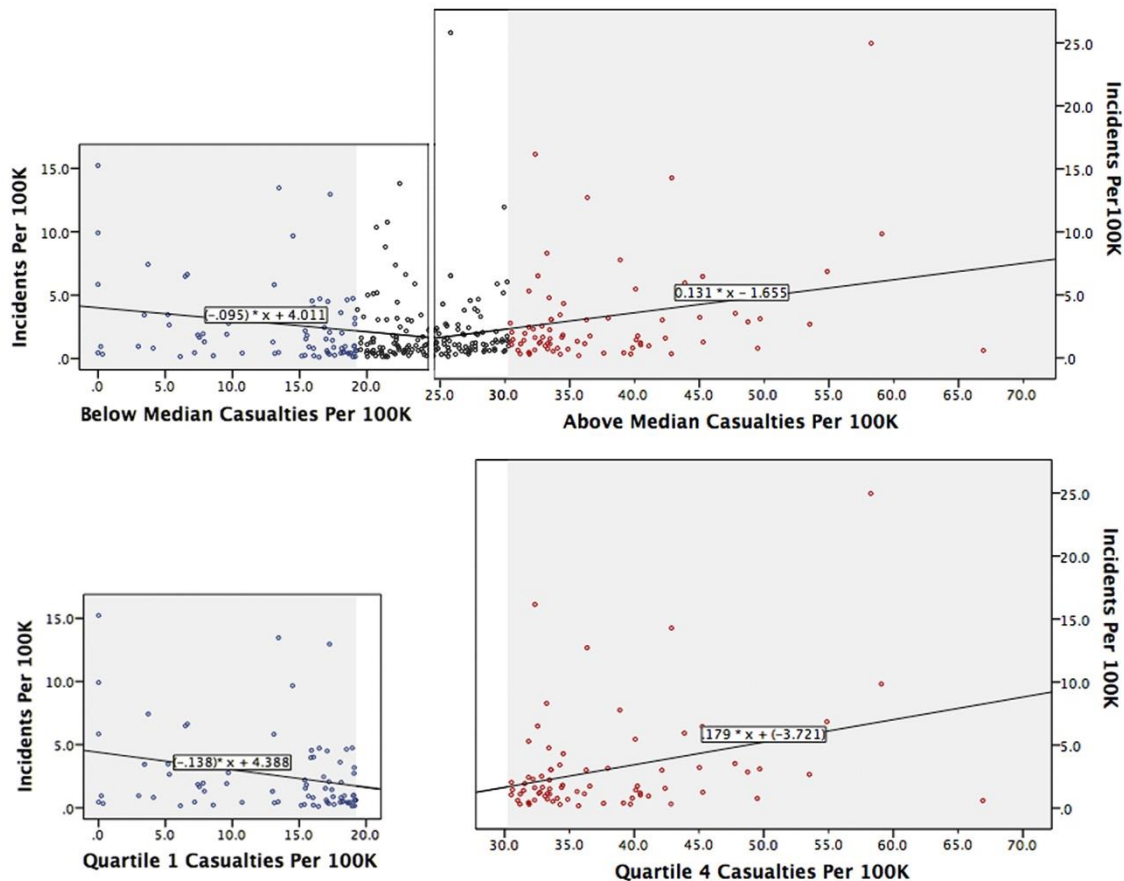 25.0
20.0
15.0
10.0
5.0
.0
Incidents Per100K
15.0
10.0
5.0
.0
Incidents Per 100K
(-.095) * x + 4.011
0.131 * x − 1.655
.0 5.0 10.0 15.0 20.0 25.0 30.0 35.0 40.0 45.0 50.0 55.0 60.0 65.0 70.0
Below Median Casualties Per 100K
Above Median Casualties Per 100K
25.0
20.0
15.0
10.0
5.0
.0
Incidents Per 100K
15.0
10.0
5.0
.0
Incidents Per 100K
(-.138)* x + 4.388
.179 * x + (-3.721)
.0 5.0 10.0 15.0 20.0
30.0 35.0 40.0 45.0 50.0 55.0 60.0 65.0 70.0
Quartile 1 Casualties Per 100K
Quartile 4 Casualties Per 100K